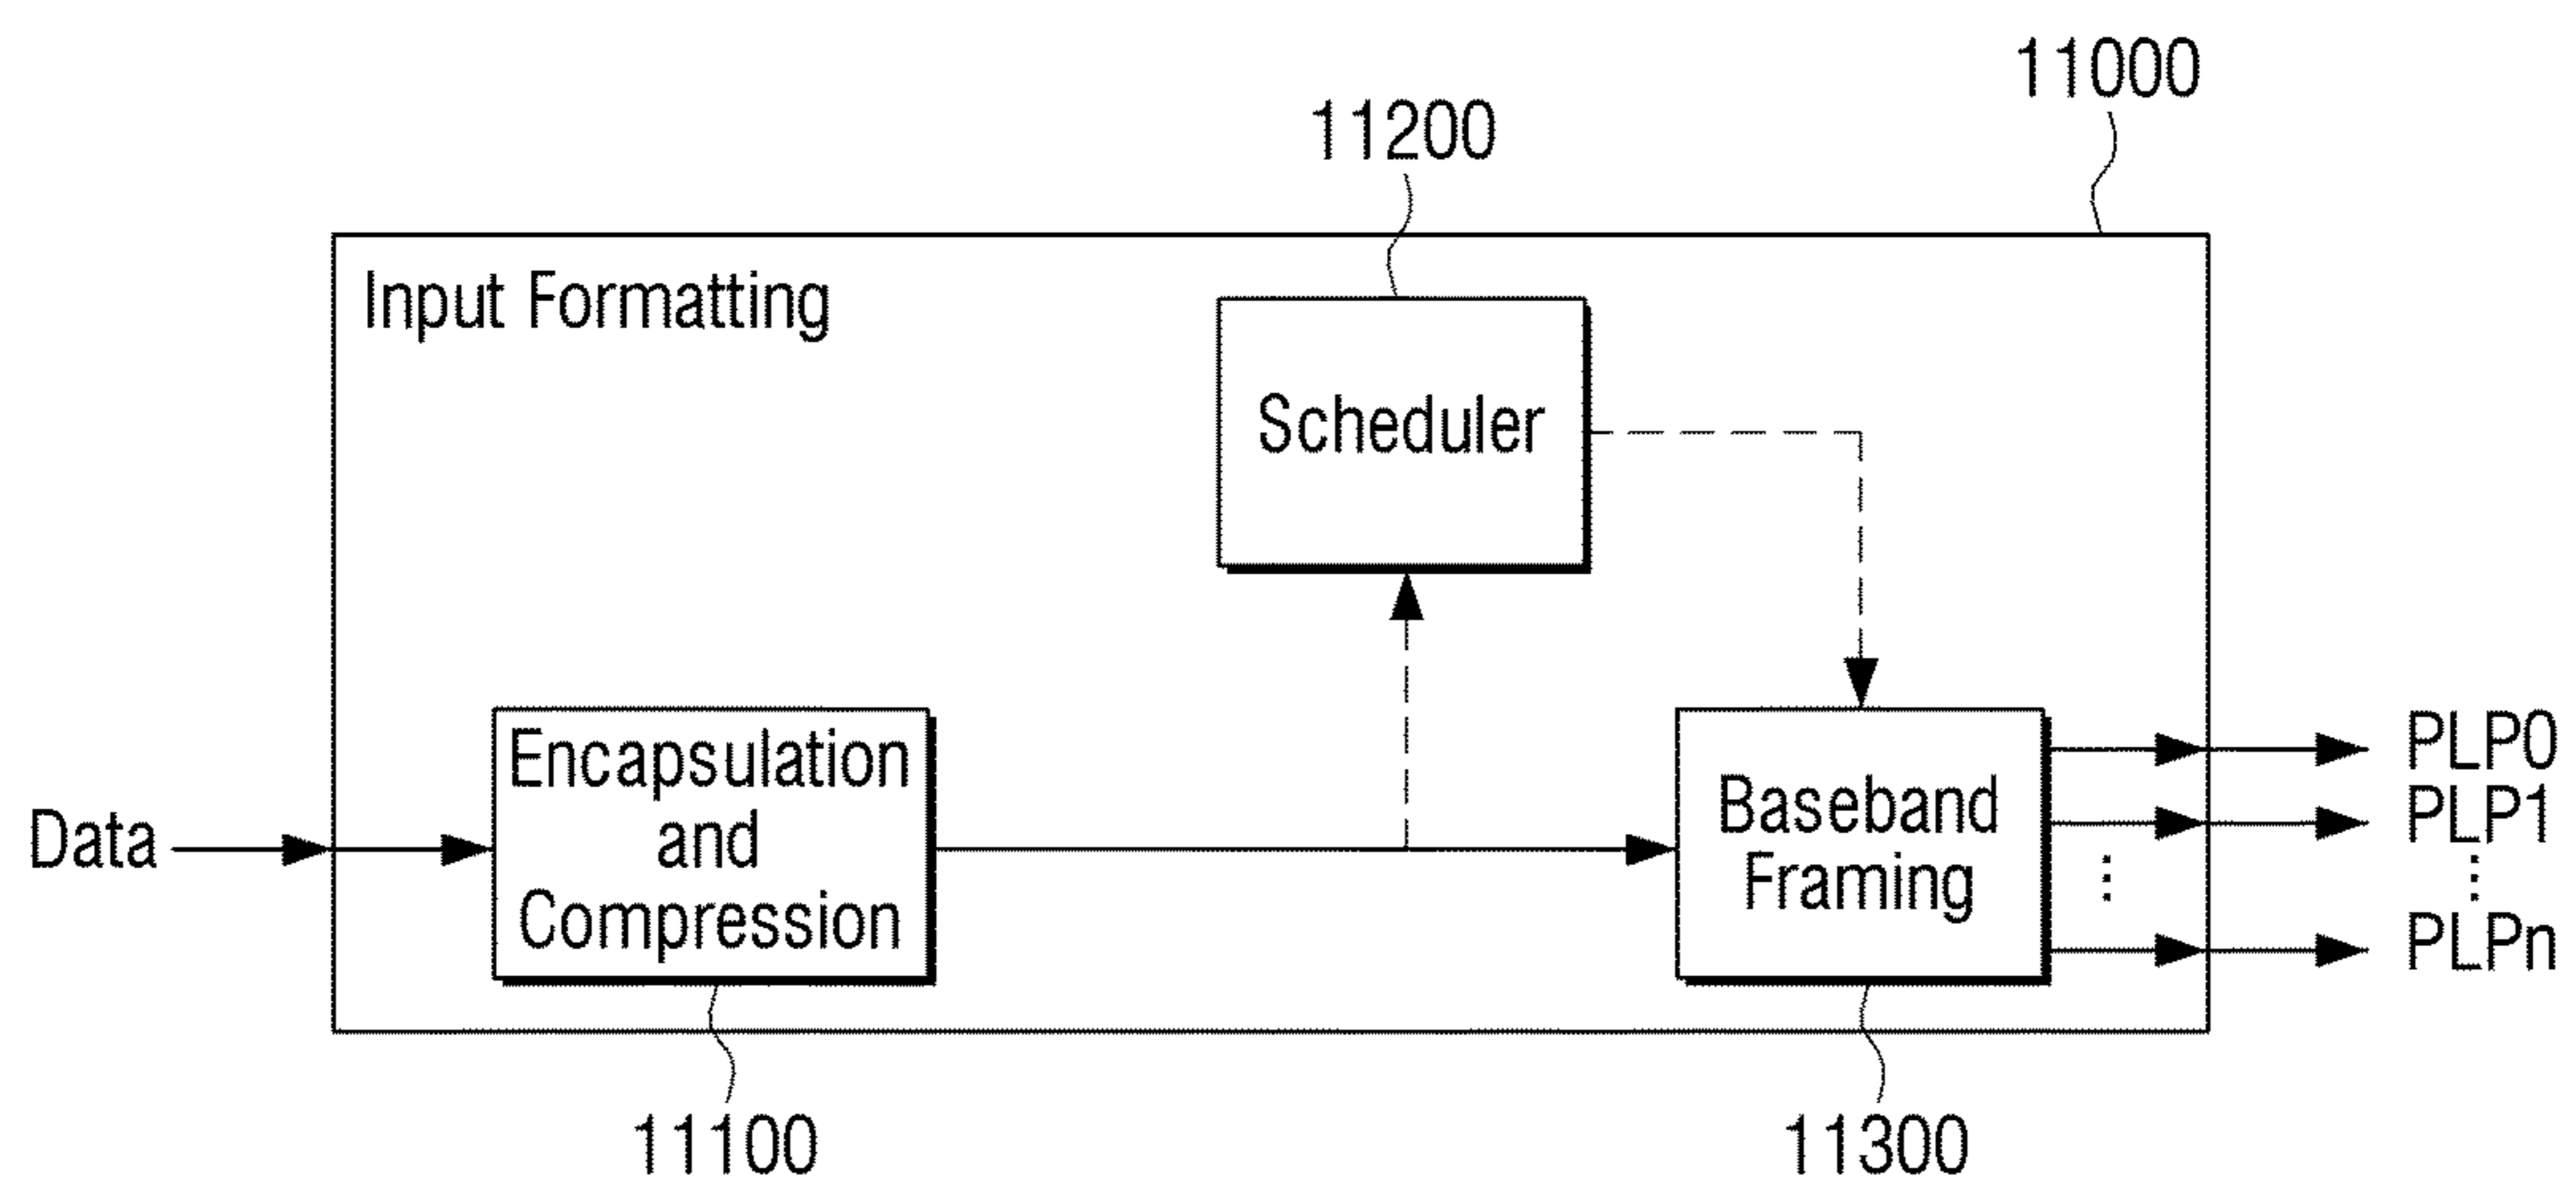 11000
11200
Input Formatting
Scheduler
Encapsulation
and
Compression
Data
Baseband
Framing
PLP0
PLP1
⋮
⋮
PLPn
11100
11300